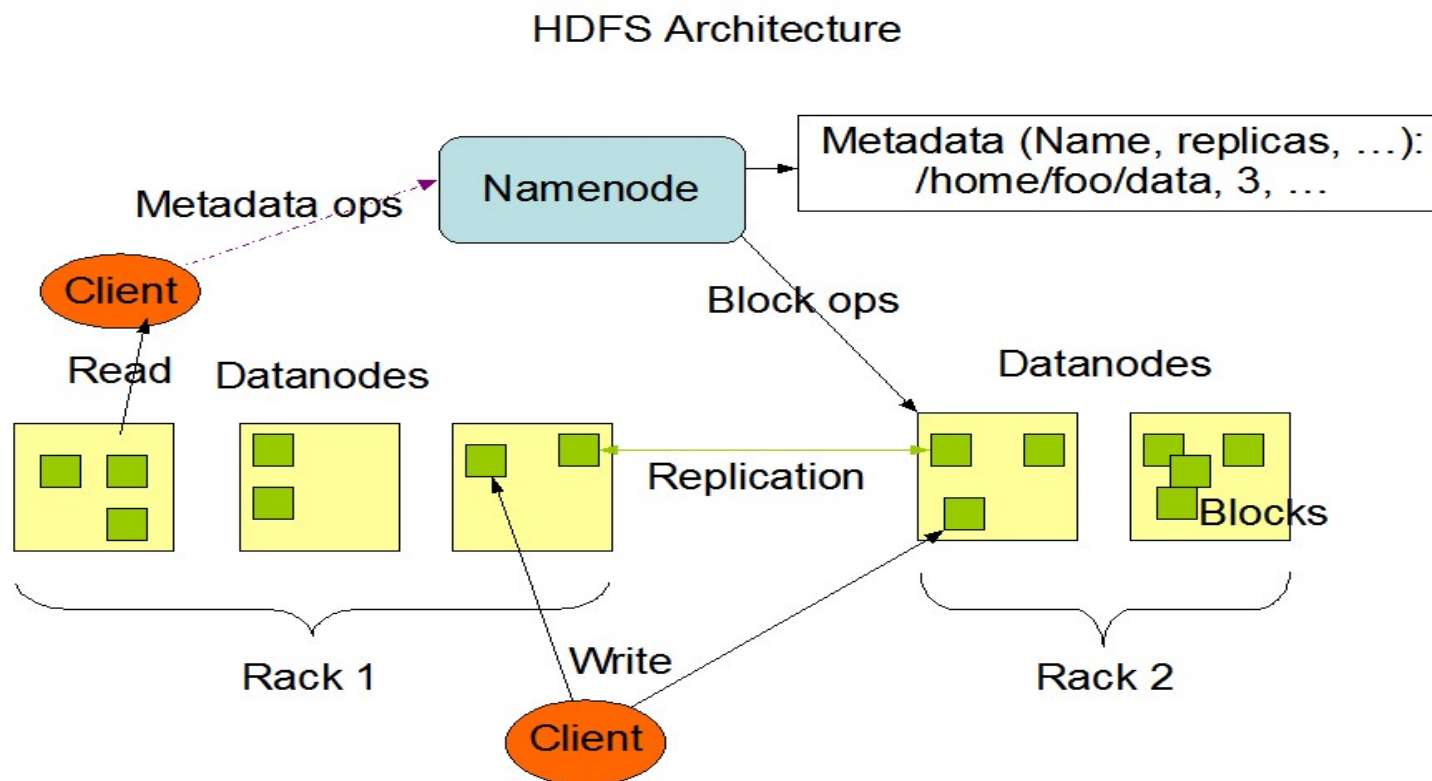 HDFS Architecture
Metadata (Name, replicas, …):
/home/foo/data, 3, …
Namenode
Metadata ops
Client
Block ops
Read
Datanodes
Datanodes
Replication
Blocks
Rack 1
Write
Rack 2
Client